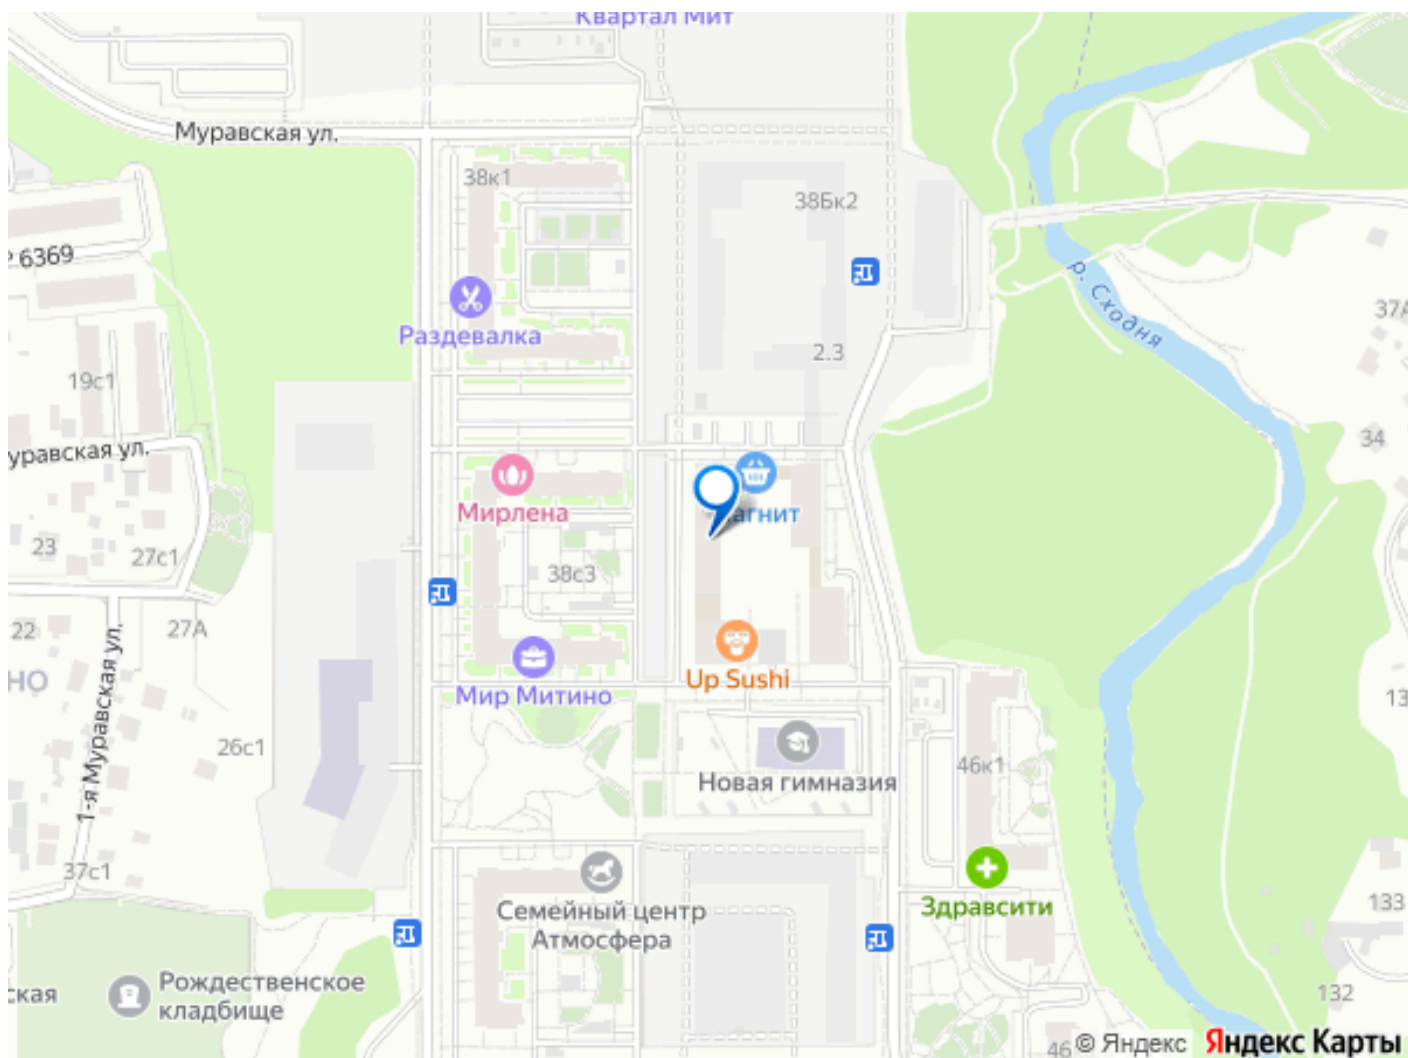 Квартал Мит
Муравская ул.
38к1
38Бк2
6369
р. Сходня
Раздевалка
37А
2.3
19с1
34
уравская ул.
Мирлена
агнит
23
27с1
38с3
22
27А
НО
1-я Муравская ул.
Мир Митино
Up Sushi
13
26с1
Новая гимназия
46к1
37с1
Здравсити
133
Семейный центр
Атмосфера
ская
Рождественское
кладбище
132
46
© Яндекс
Яндекс Карты